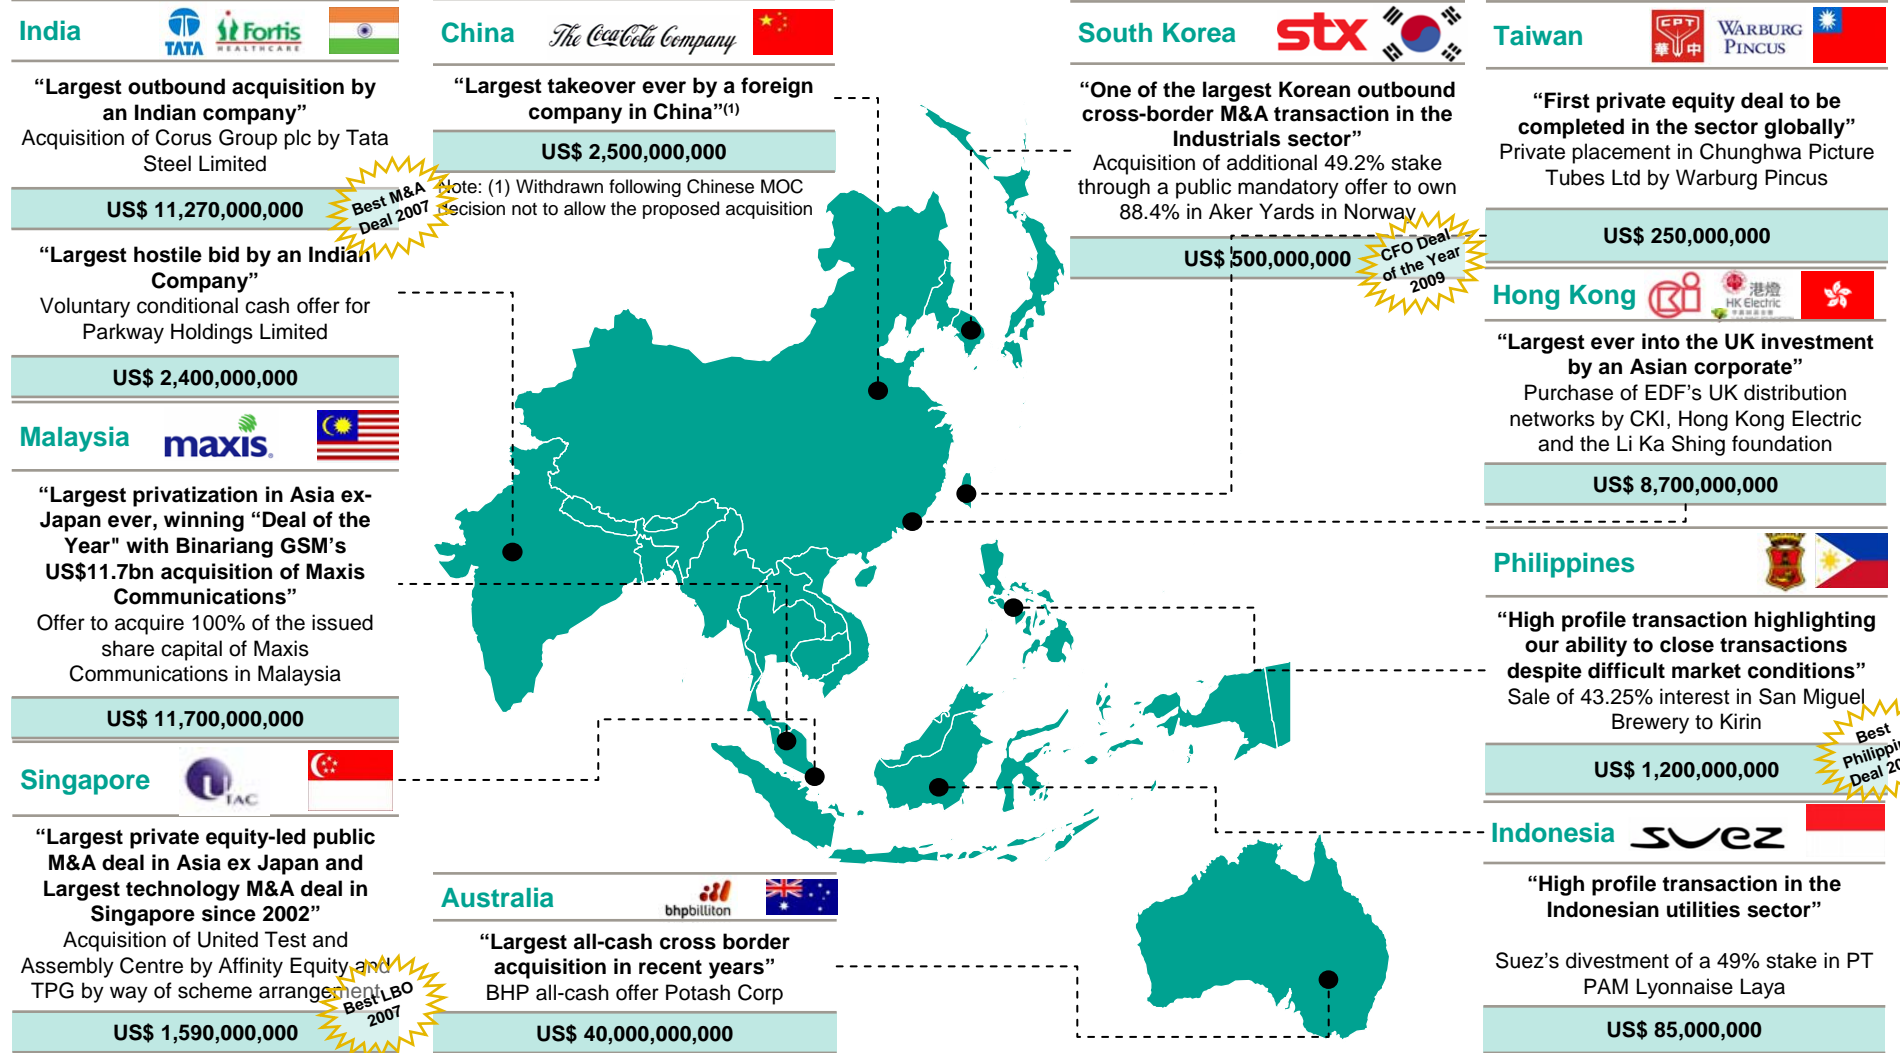 India
TATA
Fortis
HEALTHCARE
“Largest outbound acquisition by
an Indian company”
Acquisition of Corus Group plc by Tata
Steel Limited
US$ 11,270,000,000
Best M&A
Deal 2007
“Largest hostile bid by an Indian
Company”
Voluntary conditional cash offer for
Parkway Holdings Limited
US$ 2,400,000,000
Malaysia
maxis.
“Largest privatization in Asia ex-
Japan ever, winning “Deal of the
Year" with Binariang GSM’s
US$11.7bn acquisition of Maxis
Communications”
Offer to acquire 100% of the issued
share capital of Maxis
Communications in Malaysia
US$ 11,700,000,000
Singapore
UTAC
“Largest private equity-led public
M&A deal in Asia ex Japan and
Largest technology M&A deal in
Singapore since 2002”
Acquisition of United Test and
Assembly Centre by Affinity Equity and
TPG by way of scheme arrangement
US$ 1,590,000,000
Best LBO
2007
China
The Coca-Cola Company
“Largest takeover ever by a foreign
company in China”(1)
US$ 2,500,000,000
Note: (1) Withdrawn following Chinese MOC
decision not to allow the proposed acquisition
Australia
bhpbilliton
“Largest all-cash cross border
acquisition in recent years”
BHP all-cash offer Potash Corp
US$ 40,000,000,000
South Korea
stx
“One of the largest Korean outbound
cross-border M&A transaction in the
Industrials sector”
Acquisition of additional 49.2% stake
through a public mandatory offer to own
88.4% in Aker Yards in Norway
US$ 500,000,000
CFO Deal
of the Year
2009
Taiwan
CPT
華中
WARBURG
PINCUS
“First private equity deal to be
completed in the sector globally”
Private placement in Chunghwa Picture
Tubes Ltd by Warburg Pincus
US$ 250,000,000
Hong Kong
CKI
港燈
HK Electric
“Largest ever into the UK investment
by an Asian corporate”
Purchase of EDF’s UK distribution
networks by CKI, Hong Kong Electric
and the Li Ka Shing foundation
US$ 8,700,000,000
Philippines
“High profile transaction highlighting
our ability to close transactions
despite difficult market conditions”
Sale of 43.25% interest in San Miguel
Brewery to Kirin
US$ 1,200,000,000
Best
Philippi
Deal 20
Indonesia
suez
“High profile transaction in the
Indonesian utilities sector”
Suez’s divestment of a 49% stake in PT
PAM Lyonnaise Laya
US$ 85,000,000